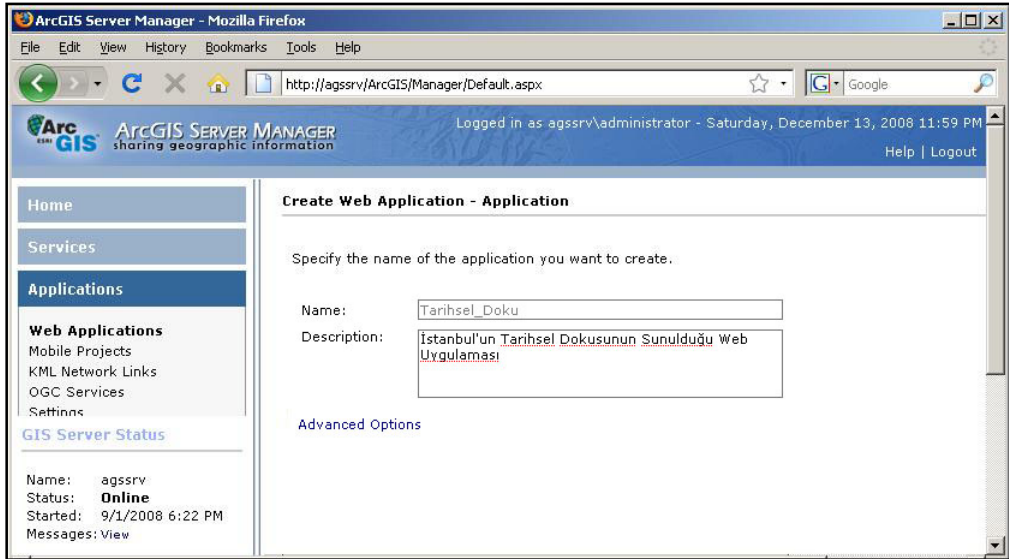 ArcGIS Server Manager - Mozilla Firefox
File Edit View History Bookmarks Tools Help
http://agssrv/ArcGIS/Manager/Default.aspx
G Google
Arc GIS
ESRI
ARCGIS SERVER MANAGER
sharing geographic information
Logged in as agssrv\administrator - Saturday, December 13, 2008 11:59 PM
Help | Logout
Home
Services
Applications
Web Applications
Mobile Projects
KML Network Links
OGC Services
Settings
GIS Server Status
Name: agssrv
Status: Online
Started: 9/1/2008 6:22 PM
Messages: View
Create Web Application - Application
Specify the name of the application you want to create.
Name: Tarihsel_Doku
Description: İstanbul'un Tarihsel Dokusunun Sunulduğu Web
Uygulaması
Advanced Options